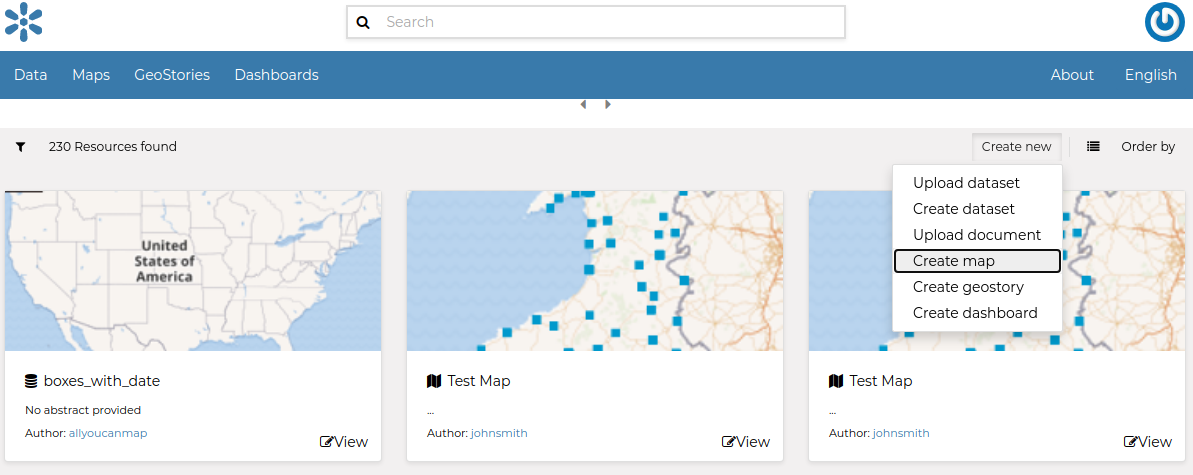 Search
Data Maps GeoStories Dashboards About English
230 Resources found Create new Order by
Upload dataset
Create dataset
Upload document
Create map
Create geostory
Create dashboard
United
States of
America
boxes_with_date
No abstract provided
Author: allyoucanmap
View
Test Map
...
Author: johnsmith
View
Test Map
...
Author: johnsmith
View